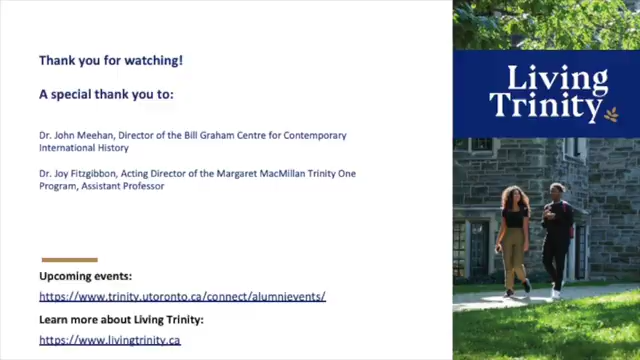 Thank you for watching!
A special thank you to:
Dr. John Meehan, Director of the Bill Graham Centre for Contemporary
International History
Dr. Joy Fitzgibbon, Acting Director of the Margaret MacMillan Trinity One
Program, Assistant Professor
Upcoming events:
https://www.trinity.utoronto.ca/connect/alumnievents/
Learn more about Living Trinity:
https://www.livingtrinity.ca
Living
Trinity